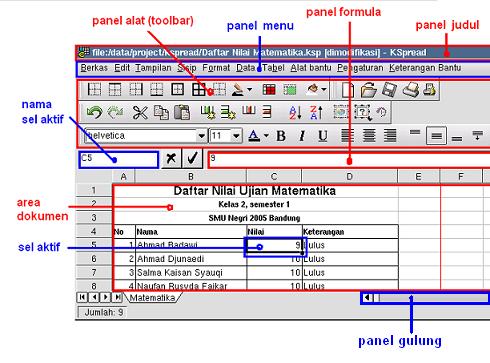 panel formula
panel alat (toolbar)
panel menu
panel judul
file:/data/project/kspread/Daftar Nilai Matematika.ksp [dimodifikasi] - KSpread
Berkas Edit Tampilan Sisip Format Data Tabel Alat bantu Pengaturan Keterangan Bantu
nama
sel aktif
helvetica 11 A B I U
C5 9
A B C D E F
1 Daftar Nilai Ujian Matematika
area
dokumen
2 Kelas 2, semester 1
3 SMU Negri 2005 Bandung
4 No Nama Nilai Keterangan
sel aktif
5 1 Ahmad Badawi 9 Lulus
6 2 Ahmad Djunaedi 10 Lulus
7 3 Salma Kaisan Syauqi 10 Lulus
8 4 Naufan Rusyda Faikar 10 Lulus
Matematika
Jumlah: 9
panel gulung